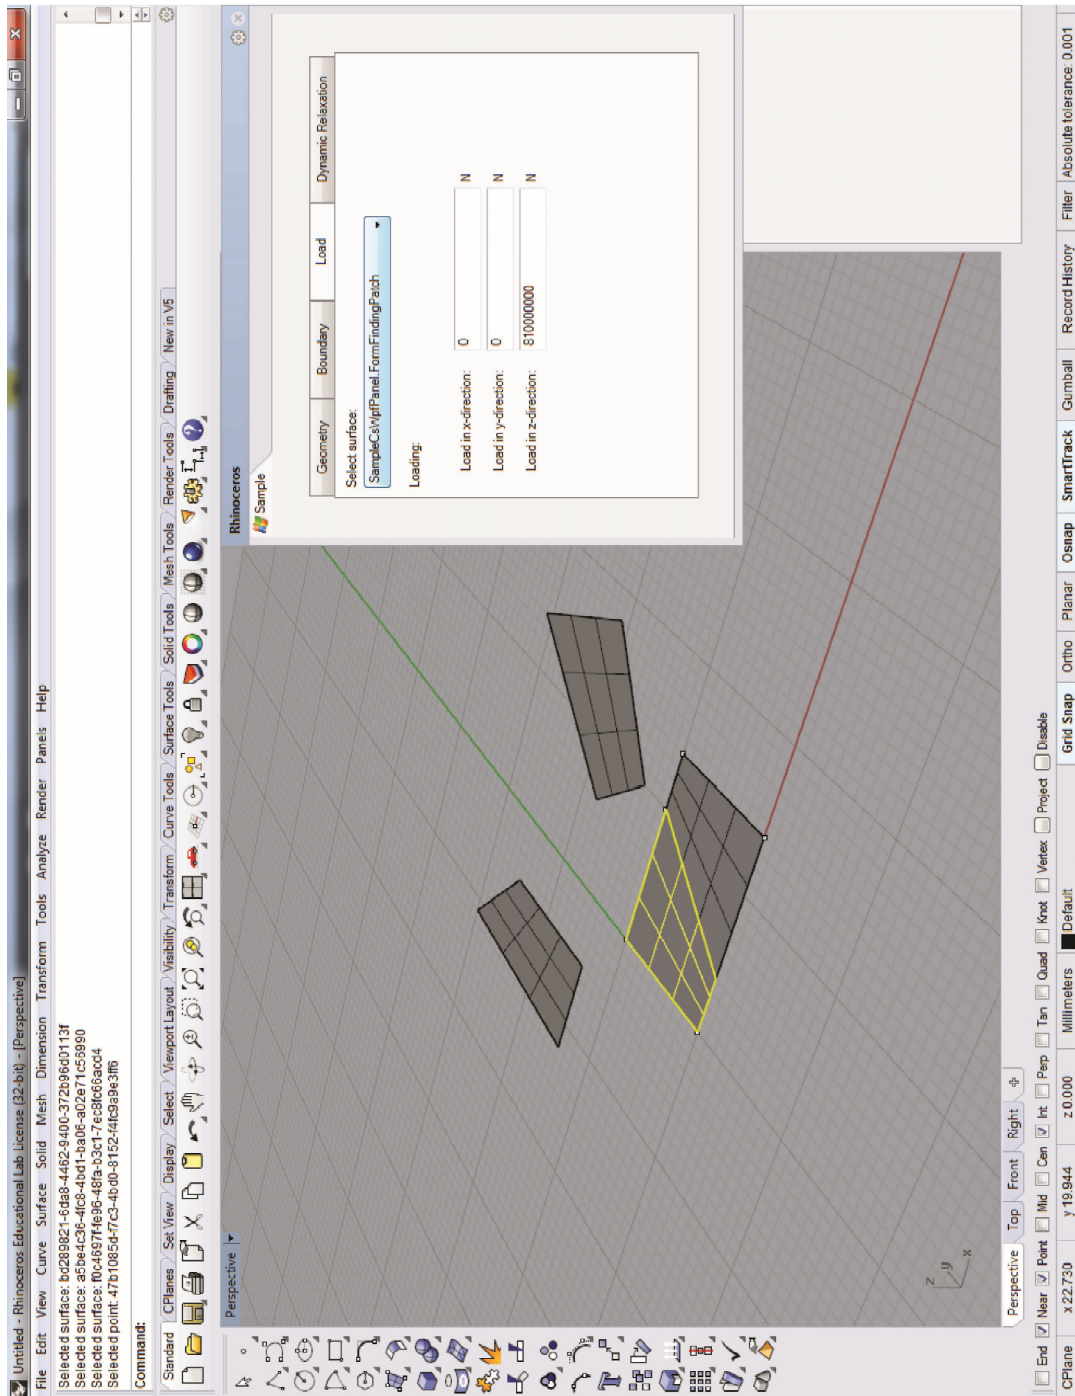 Untitled - Rhinoceros Educational Lab License (32-bit) - [Perspective]
File Edit View Curve Surface Solid Mesh Dimension Transform Tools Analyze Render Panels Help
Selected surface: bd289821-6da8-4462-9400-372b96d0113f
Selected surface: a5be4c36-4fc8-4bd1-ba06-a02e71c56990
Selected surface: f0c4697f-fe96-48fa-b3c1-7ec8fc66acd4
Selected point: 47b1085d-f7c3-4bd0-8152-f4fc9a9e3ff6
Command:
Standard CPlanes Set View Display Select Viewport Layout Visibility Transform Curve Tools Surface Tools Solid Tools Mesh Tools Render Tools Drafting New in V5
Perspective
Rhinoceros
Sample
Geometry Boundary Load Dynamic Relaxation
Select surface:
SampleCsWpfPanel.FormFindingPatch
Loading:
Load in x-direction: 0 N
Load in y-direction: 0 N
Load in z-direction: 810000000 N
z
y
x
Perspective Top Front Right
End Near Point Mid Cen Int Perp Tan Quad Knot Vertex Project Disable
CPlane x 22.730 y 19.944 z 0.000 Millimeters Default Grid Snap Ortho Planar Osnap SmartTrack Gumball Record History Filter Absolute tolerance: 0.001